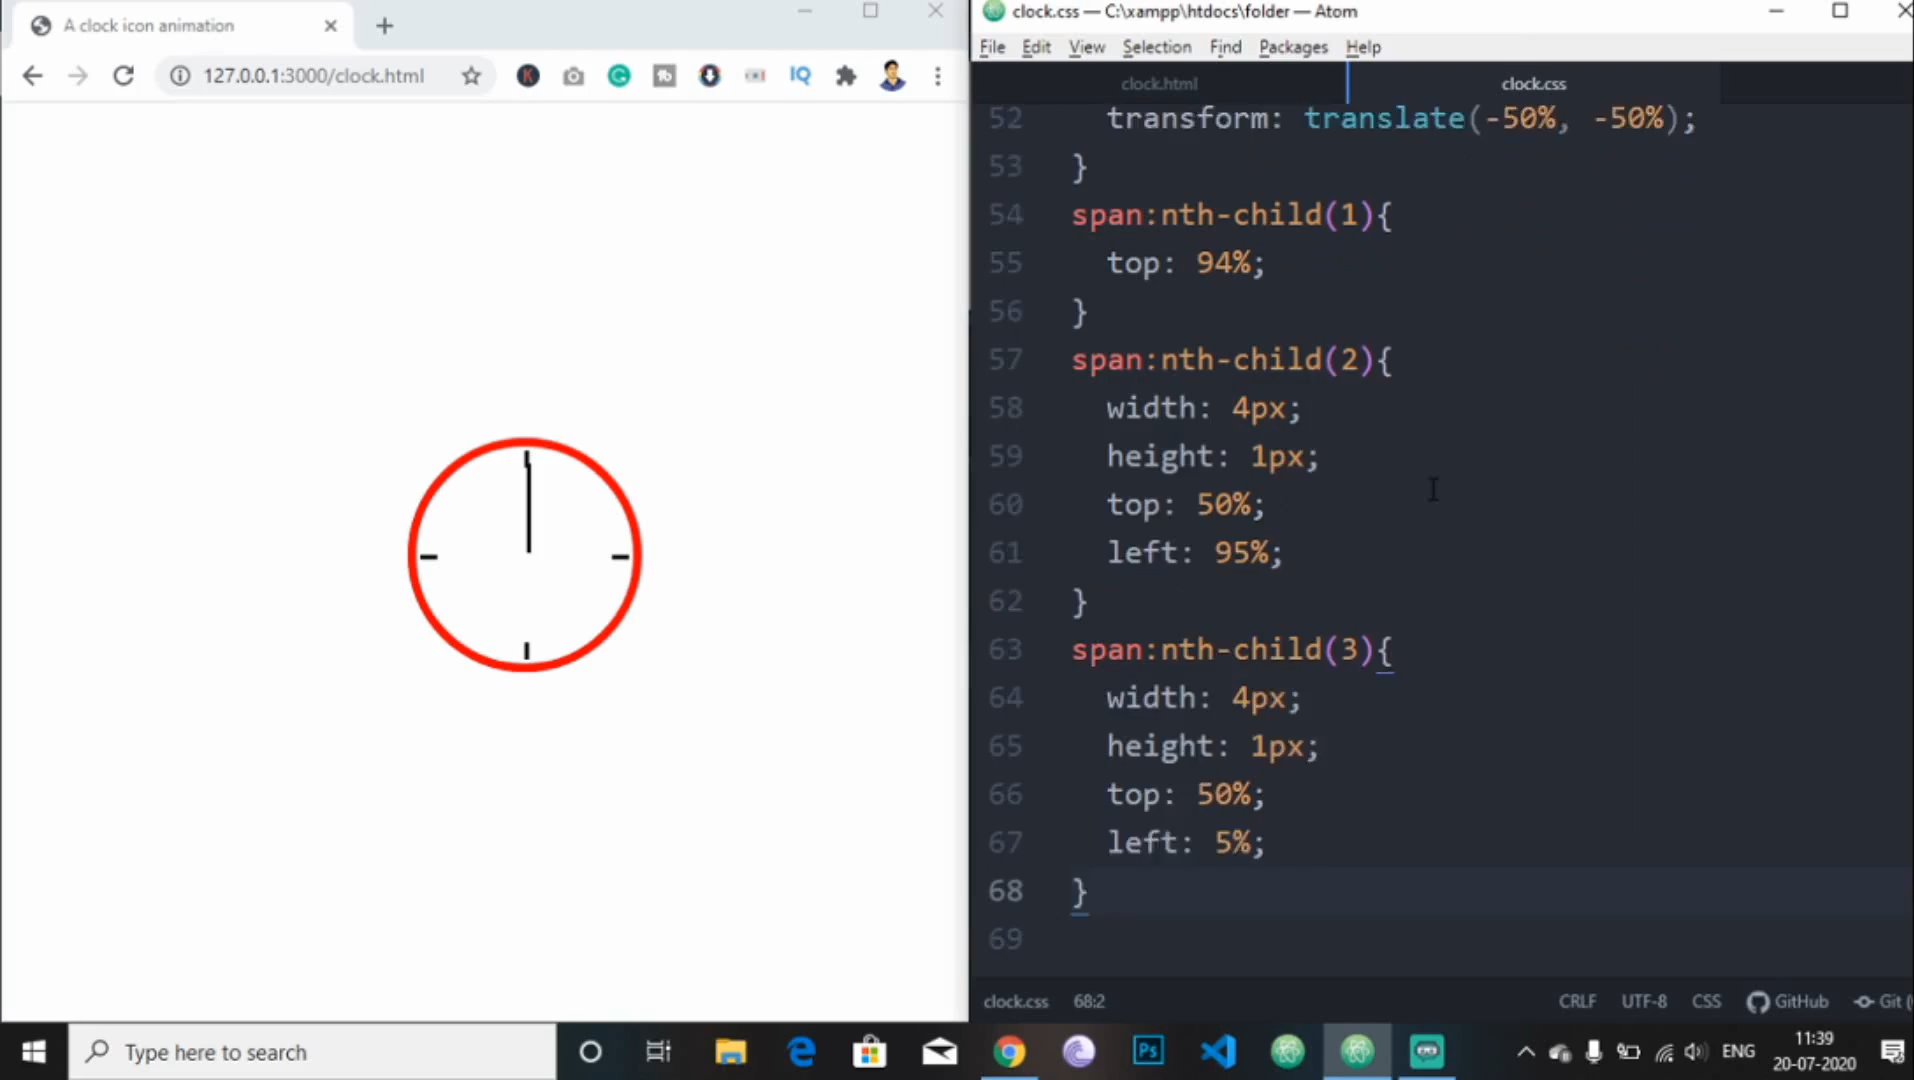 A clock icon animation
127.0.0.1:3000/clock.html
IQ
clock.css — C:\xampp\htdocs\folder — Atom
File Edit View Selection Find Packages Help
clock.html
clock.css
52 transform: translate(-50%, -50%);
53 }
54 span:nth-child(1){
55 top: 94%;
56 }
57 span:nth-child(2){
58 width: 4px;
59 height: 1px;
60 top: 50%;
61 left: 95%;
62 }
63 span:nth-child(3){
64 width: 4px;
65 height: 1px;
66 top: 50%;
67 left: 5%;
68 }
69
clock.css 68:2 CRLF UTF-8 CSS GitHub Git (
Type here to search
Ps
ENG
11:39
20-07-2020